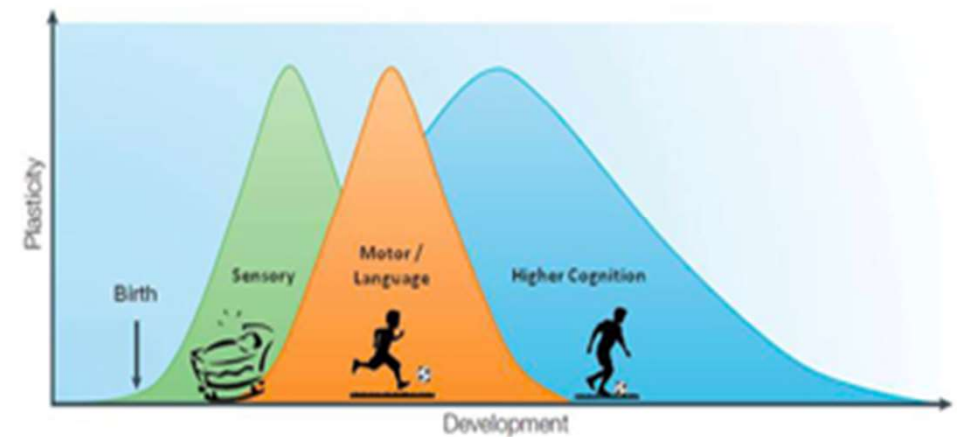 Plasticity
Birth
Sensory
Motor /
Language
Higher Cognition
Development